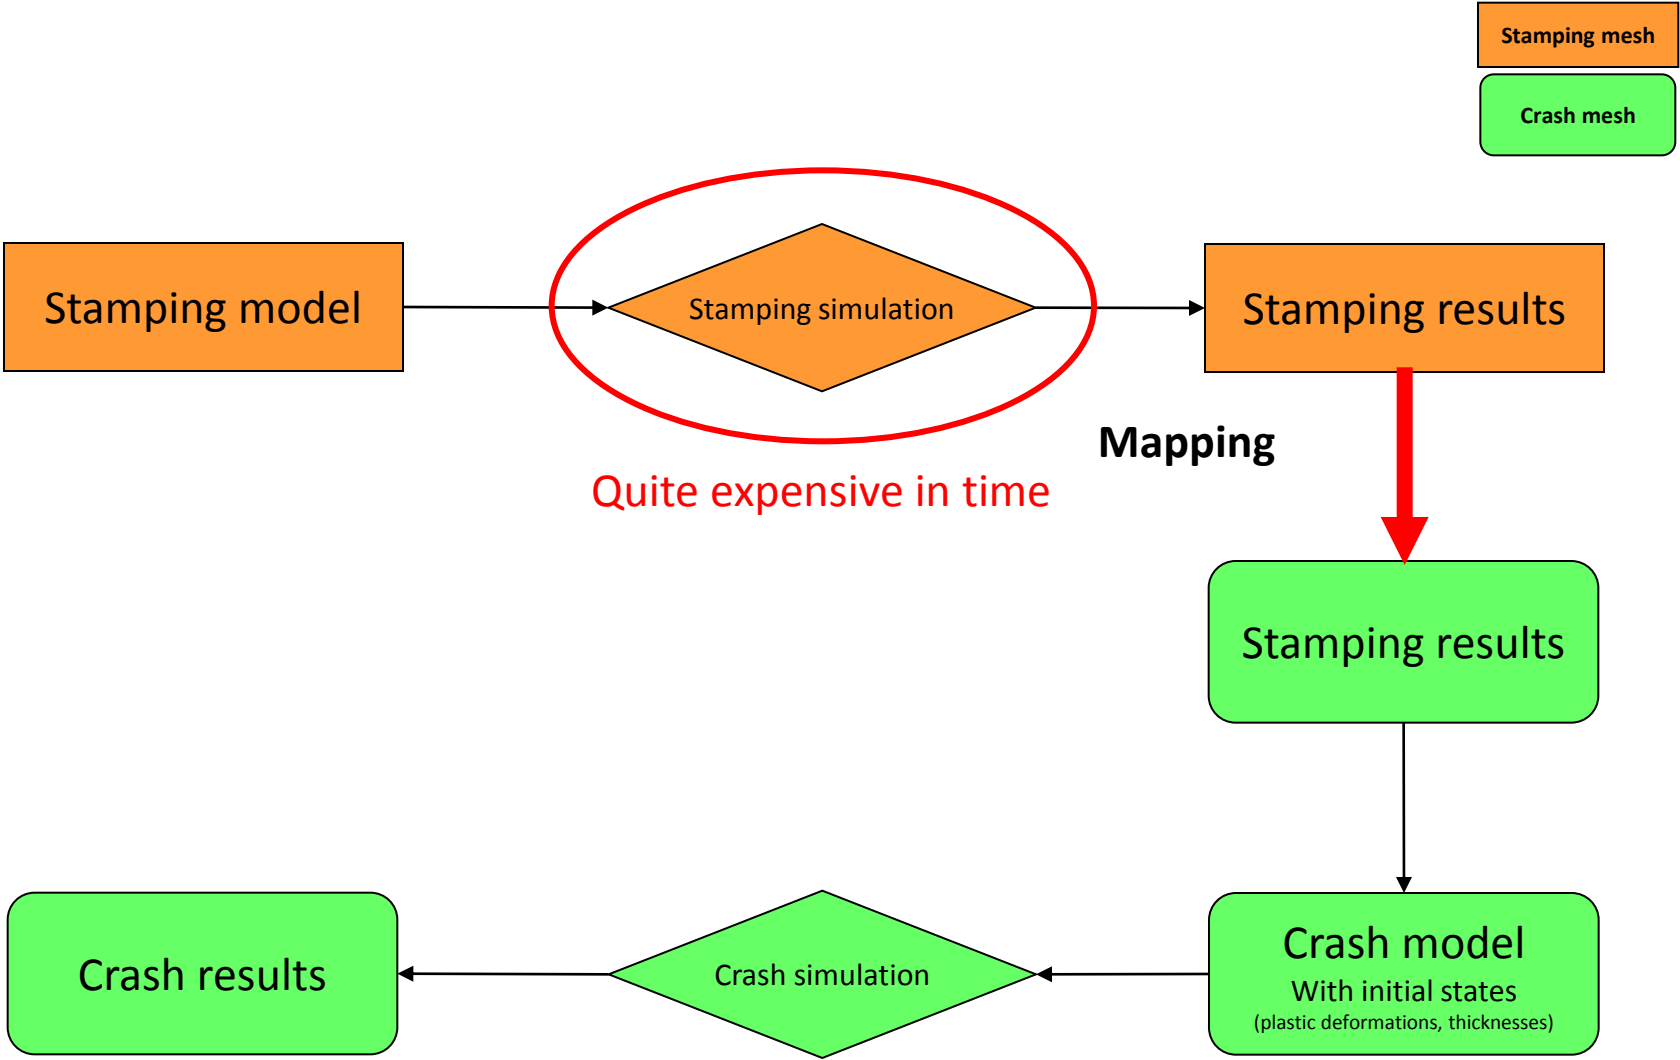 Stamping mesh
Crash mesh
Stamping model
Stamping simulation
Stamping results
Mapping
Quite expensive in time
Stamping results
Crash model
With initial states
(plastic deformations, thicknesses)
Crash simulation
Crash results